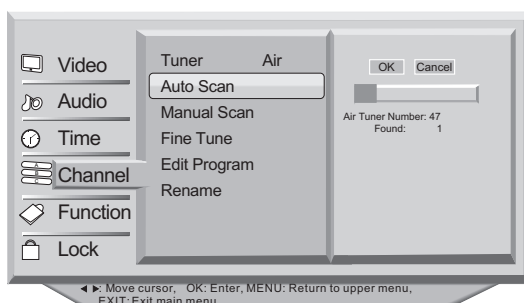 Video
Audio
Time
Channel
Function
Lock
Tuner Air
Auto Scan
Manual Scan
Fine Tune
Edit Program
Rename
OK Cancel
Air Tuner Number: 47
Found: 1
◄ ►: Move cursor, OK: Enter, MENU: Return to upper menu,
EXIT: Exit main menu